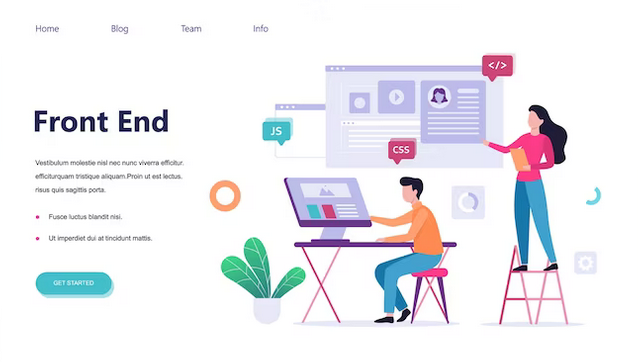 Home
Blog
Team
Info
Front End
Vestibulum molestie nisl nec nunc viverra efficitur.
efficiturquam tristique aliquam.Proin ut est lectus.
risus quis sagittis porta.
Fusce luctus blandit nisi.
Ut imperdiet dui at tincidunt mattis.
GET STARTED
</>
JS
CSS